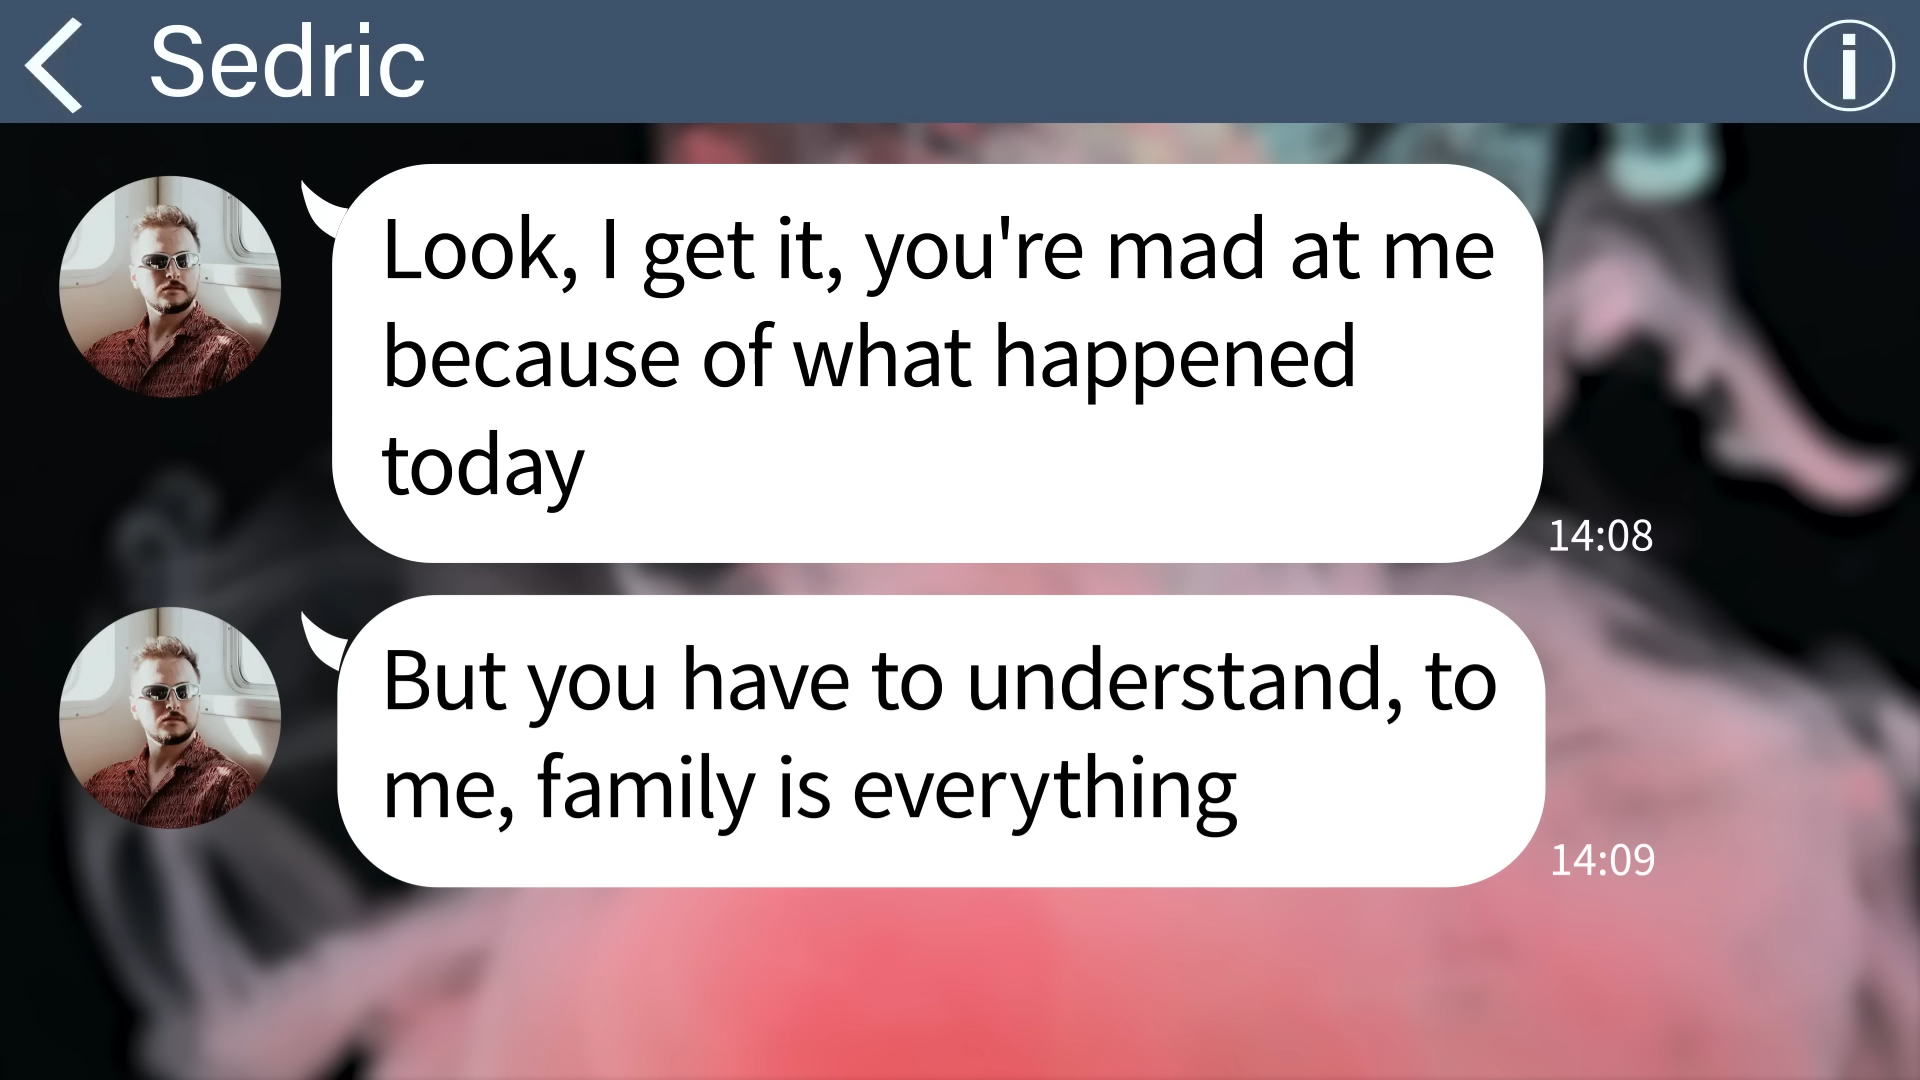 Sedric
Look, I get it, you're mad at me
because of what happened
today
14:08
But you have to understand, to
me, family is everything
14:09